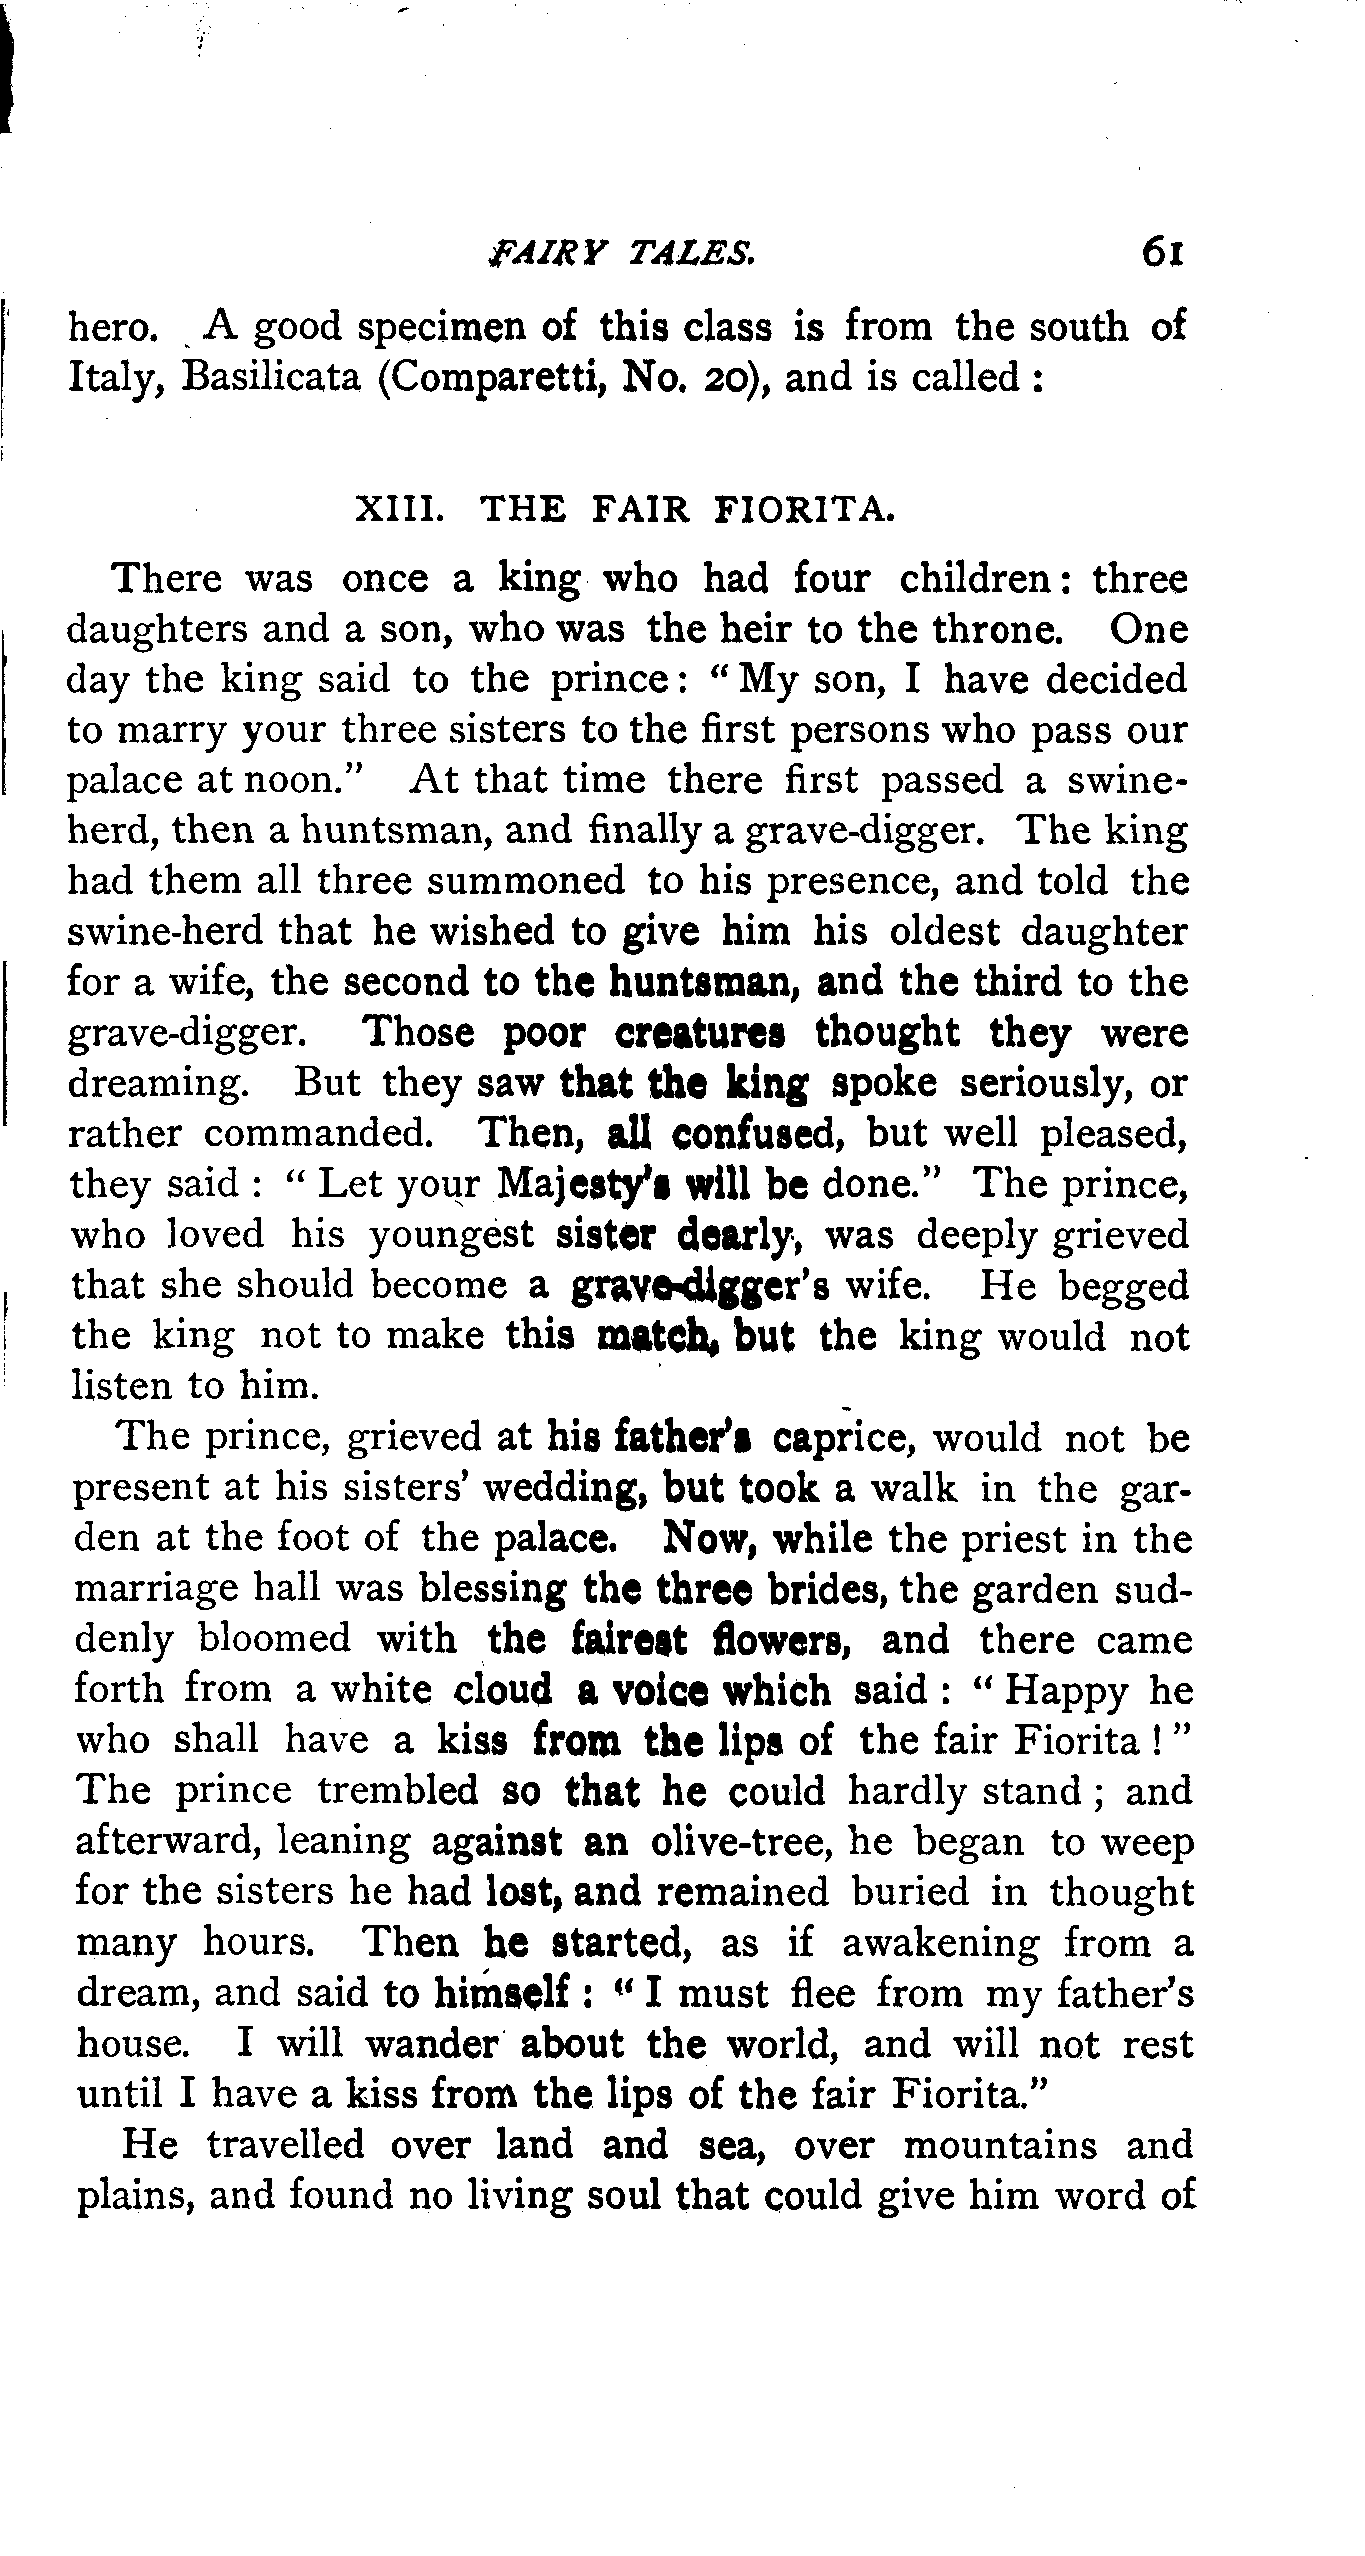 FAIRY TALES. 61
hero. A good specimen of this class is from the south of
Italy, Basilicata (Comparetti, No. 20), and is called :
XIII. THE FAIR FIORITA.
There was once a king who had four children: three
daughters and a son, who was the heir to the throne. One
day the king said to the prince: "My son, I have decided
to marry your three sisters to the first persons who pass our
palace at noon." At that time there first passed a swine-
herd, then a huntsman, and finally a grave-digger. The king
had them all three summoned to his presence, and told the
swine-herd that he wished to give him his oldest daughter
for a wife, the second to the huntsman, and the third to the
grave-digger. Those poor creatures thought they were
dreaming. But they saw that the king spoke seriously, or
rather commanded. Then, all confused, but well pleased,
they said : "Let your Majesty's will be done." The prince,
who loved his youngest sister dearly, was deeply grieved
that she should become a grave-digger's wife. He begged
the king not to make this match, but the king would not
listen to him.
The prince, grieved at his father's caprice, would not be
present at his sisters' wedding, but took a walk in the gar-
den at the foot of the palace. Now, while the priest in the
marriage hall was blessing the three brides, the garden sud-
denly bloomed with the fairest flowers, and there came
forth from a white cloud a voice which said : "Happy he
who shall have a kiss from the lips of the fair Fiorita!"
The prince trembled so that he could hardly stand ; and
afterward, leaning against an olive-tree, he began to weep
for the sisters he had lost, and remained buried in thought
many hours. Then he started, as if awakening from a
dream, and said to himself : "I must flee from my father's
house. I will wander about the world, and will not rest
until I have a kiss from the lips of the fair Fiorita."
He travelled over land and sea, over mountains and
plains, and found no living soul that could give him word of